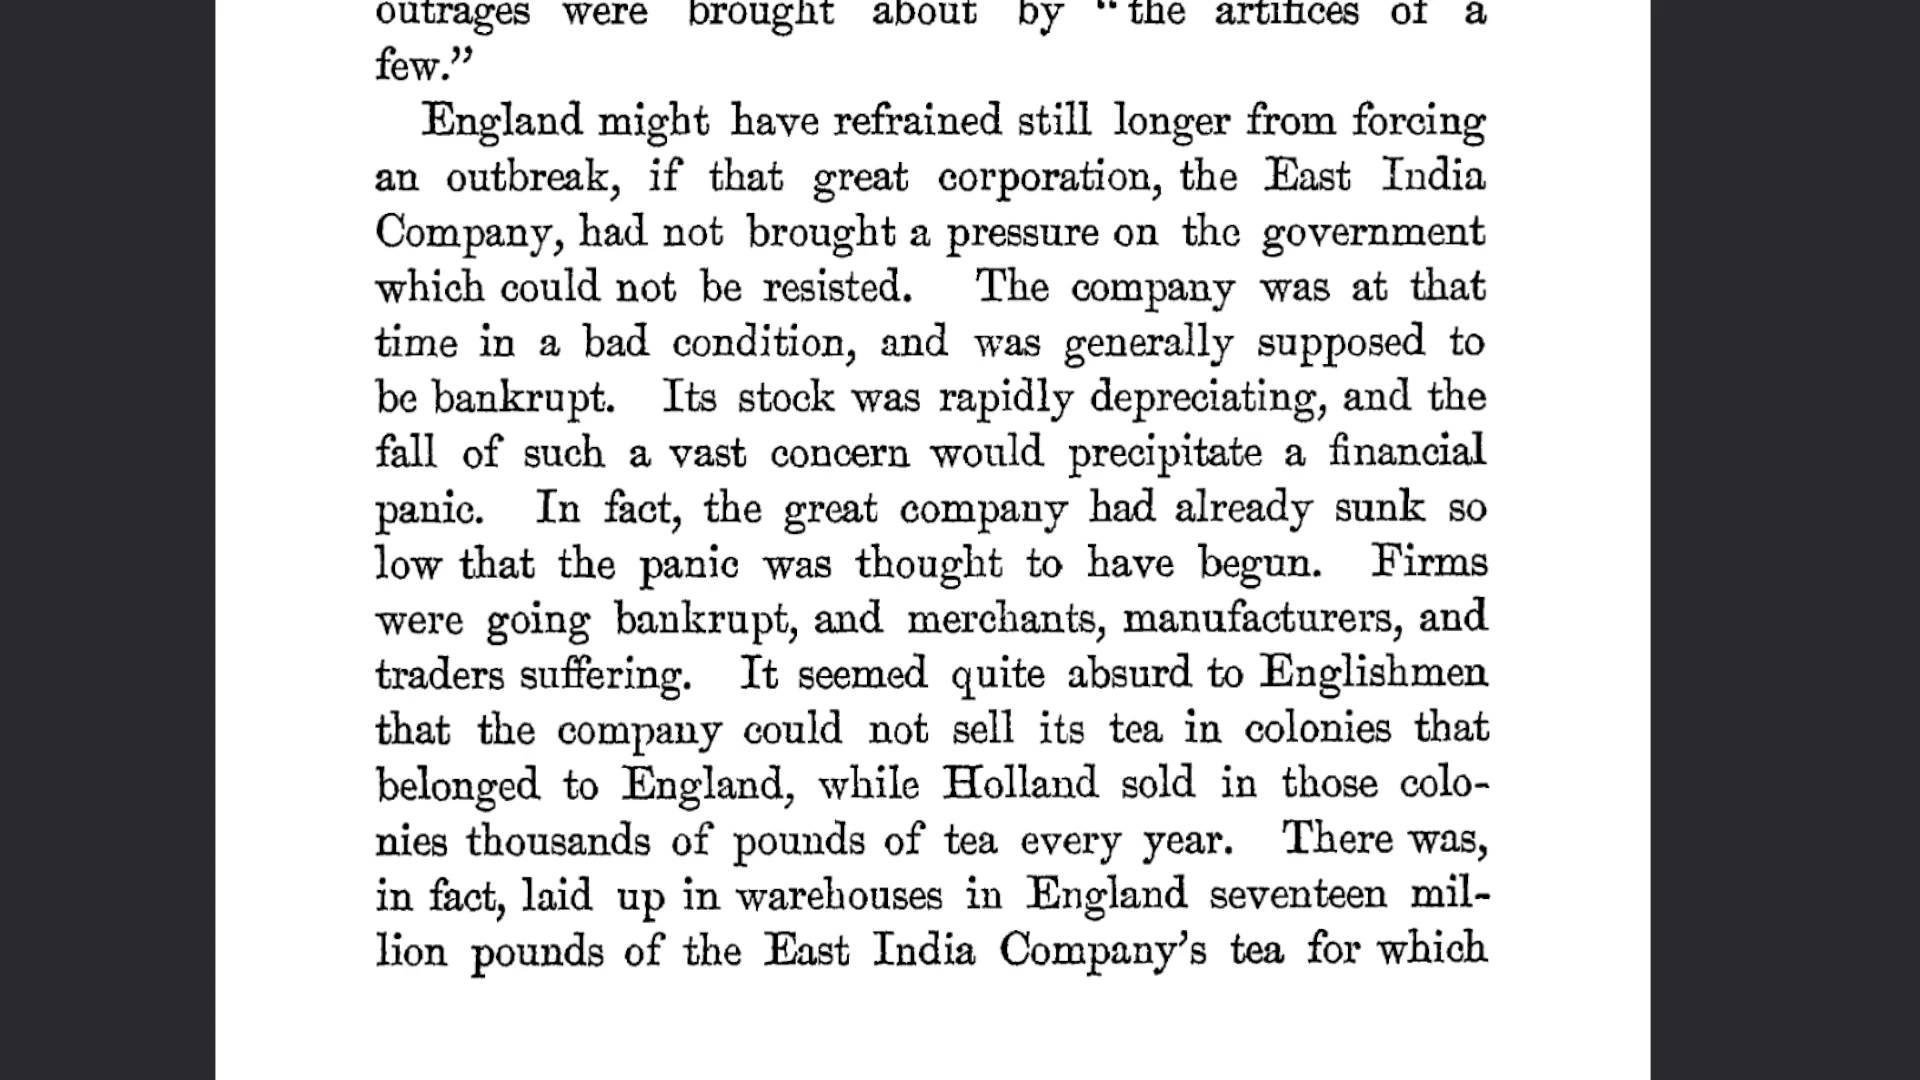 outrages were brought about by “the artifices of a
few.”
England might have refrained still longer from forcing
an outbreak, if that great corporation, the East India
Company, had not brought a pressure on the government
which could not be resisted. The company was at that
time in a bad condition, and was generally supposed to
be bankrupt. Its stock was rapidly depreciating, and the
fall of such a vast concern would precipitate a financial
panic. In fact, the great company had already sunk so
low that the panic was thought to have begun. Firms
were going bankrupt, and merchants, manufacturers, and
traders suffering. It seemed quite absurd to Englishmen
that the company could not sell its tea in colonies that
belonged to England, while Holland sold in those colo-
nies thousands of pounds of tea every year. There was,
in fact, laid up in warehouses in England seventeen mil-
lion pounds of the East India Company’s tea for which